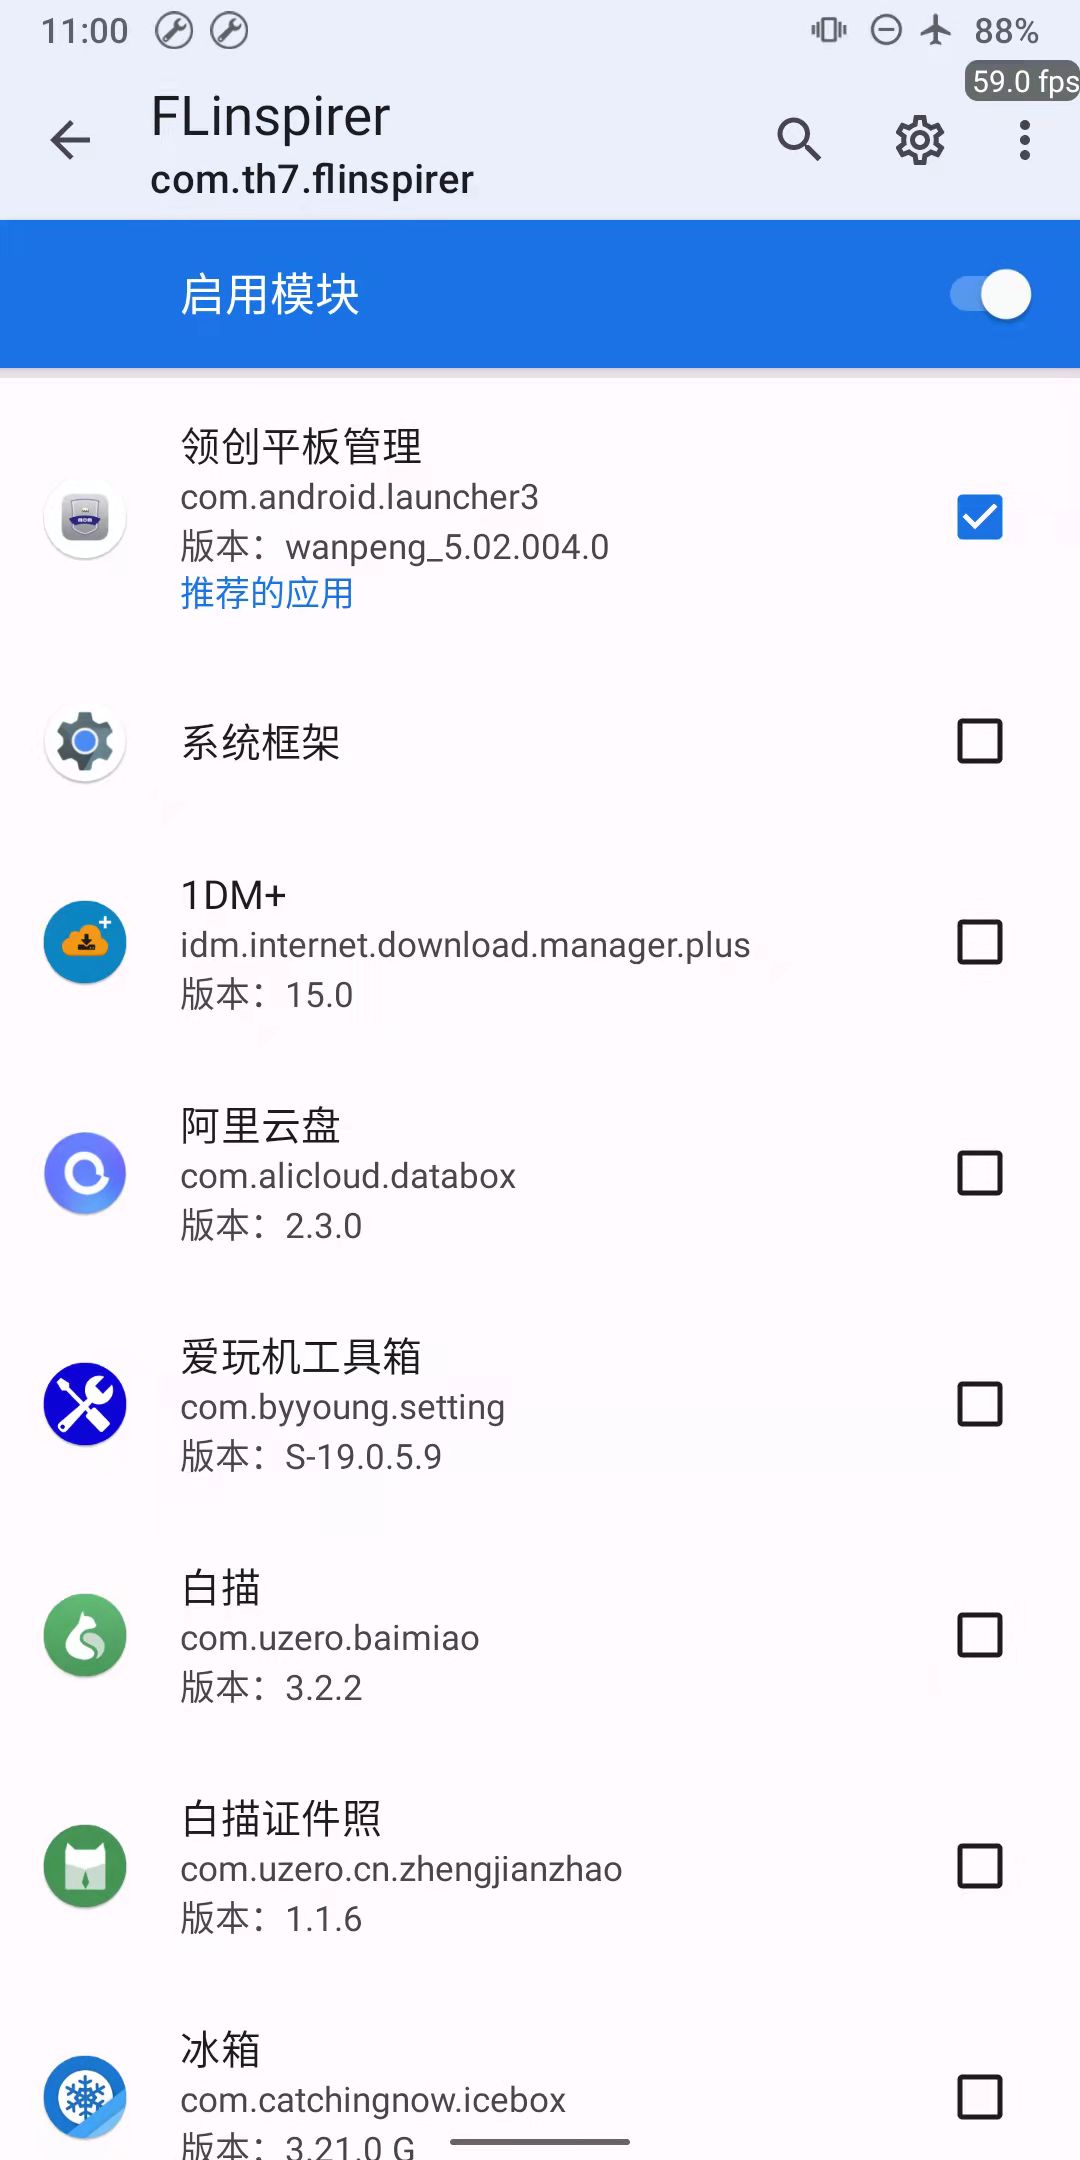 11:00
88%
59.0 fps
FLinspirer
com.th7.flinspirer
启用模块
领创平板管理
com.android.launcher3
版本：wanpeng_5.02.004.0
推荐的应用
系统框架
1DM+
idm.internet.download.manager.plus
版本：15.0
阿里云盘
com.alicloud.databox
版本：2.3.0
爱玩机工具箱
com.byyoung.setting
版本：S-19.0.5.9
白描
com.uzero.baimiao
版本：3.2.2
白描证件照
com.uzero.cn.zhengjianzhao
版本：1.1.6
冰箱
com.catchingnow.icebox
版本：3.21.0 G